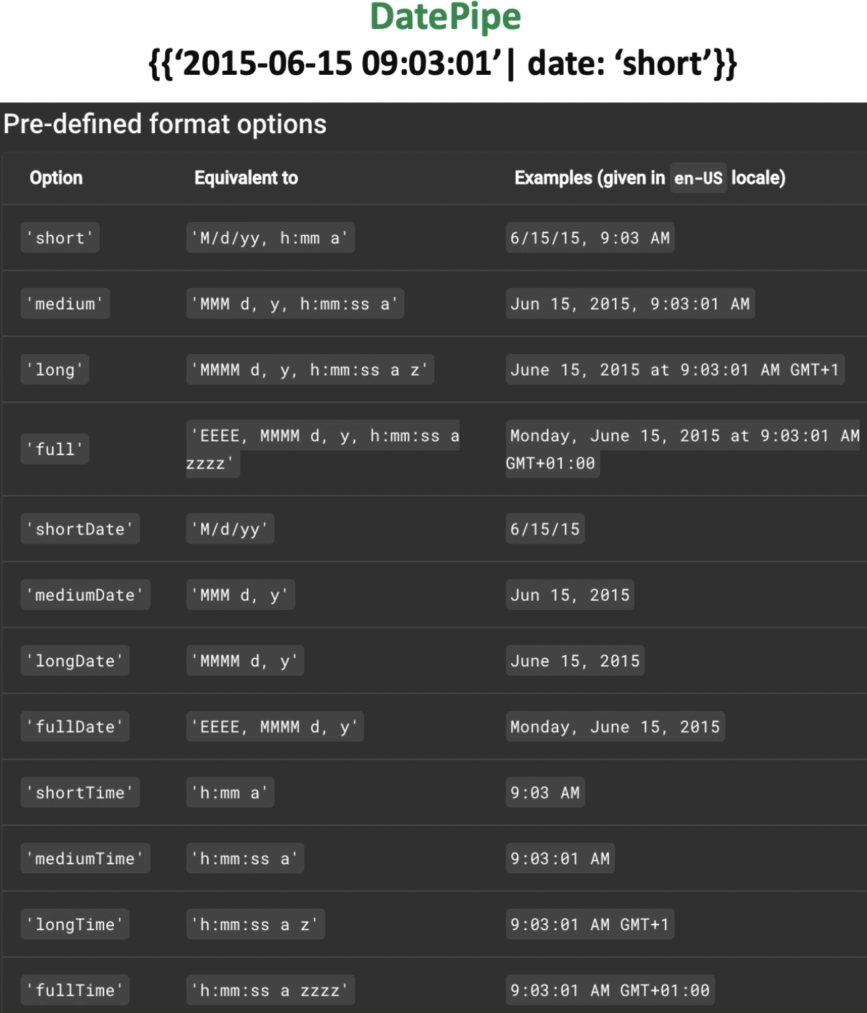 DatePipe
{{‘2015-06-15 09:03:01’| date: ‘short’}}
Pre-defined format options
Option Equivalent to Examples (given in en-US locale)
'short' 'M/d/yy, h:mm a' 6/15/15, 9:03 AM
'medium' 'MMM d, y, h:mm:ss a' Jun 15, 2015, 9:03:01 AM
'long' 'MMMM d, y, h:mm:ss a z' June 15, 2015 at 9:03:01 AM GMT+1
'full' 'EEEE, MMMM d, y, h:mm:ss a Monday, June 15, 2015 at 9:03:01 AM
zzzz' GMT+01:00
'shortDate' 'M/d/yy' 6/15/15
'mediumDate' 'MMM d, y' Jun 15, 2015
'longDate' 'MMMM d, y' June 15, 2015
'fullDate' 'EEEE, MMMM d, y' Monday, June 15, 2015
'shortTime' 'h:mm a' 9:03 AM
'mediumTime' 'h:mm:ss a' 9:03:01 AM
'longTime' 'h:mm:ss a z' 9:03:01 AM GMT+1
'fullTime' 'h:mm:ss a zzzz' 9:03:01 AM GMT+01:00